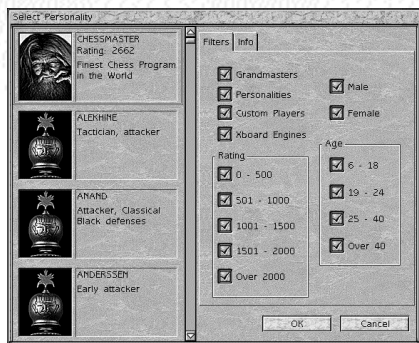 Select Personality
CHESSMASTER
Rating: 2662
Finest Chess Program
in the World
ALEKHINE
Tactician, attacker
ANAND
Attacker, Classical
Black defenses
ANDERSSEN
Early attacker
Filters Info
Grandmasters
Personalities
Custom Players
Xboard Engines
Male
Female
Rating
0 - 500
501 - 1000
1001 - 1500
1501 - 2000
Over 2000
Age
6 - 18
19 - 24
25 - 40
Over 40
OK Cancel